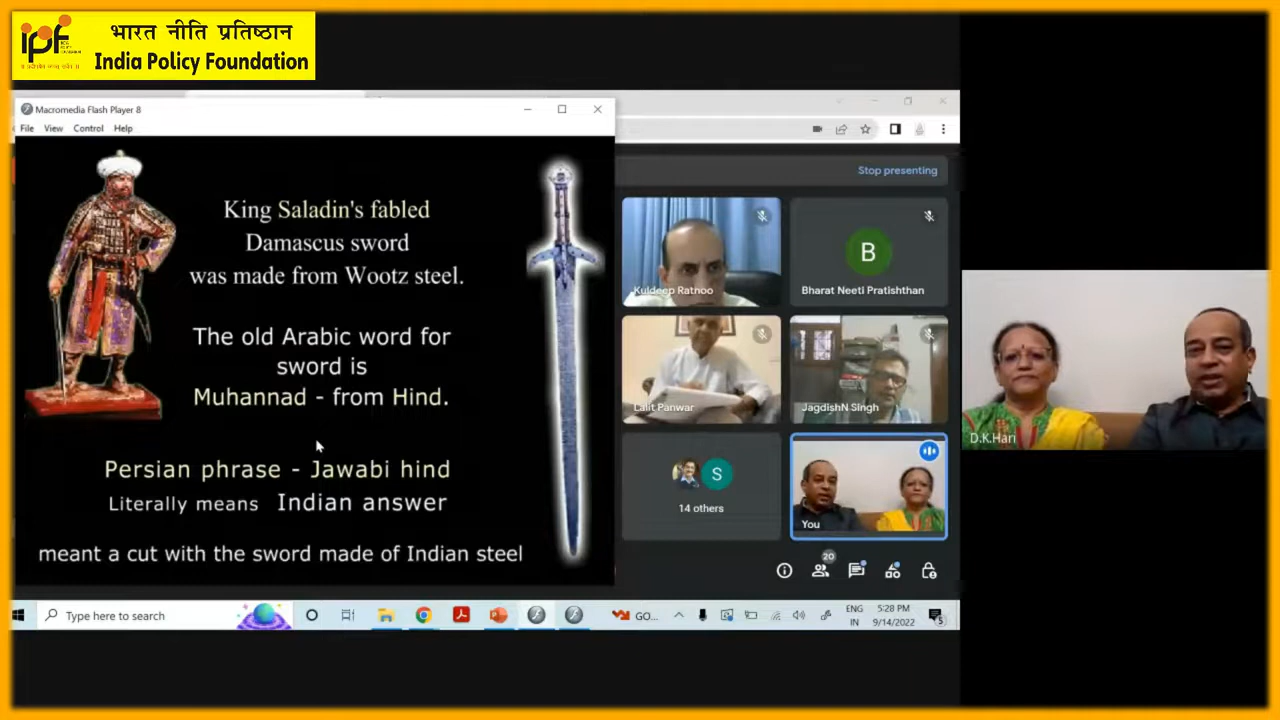 भारत नीति प्रतिष्ठान
ipf
India Policy Foundation
Macromedia Flash Player 8
File View Control Help
King Saladin's fabled
Damascus sword
was made from Wootz steel.
The old Arabic word for
sword is
Muhannad - from Hind.
Persian phrase - Jawabi hind
Literally means Indian answer
meant a cut with the sword made of Indian steel
Stop presenting
Kuldeep Ratnoo
B
Bharat Neeti Pratishthan
Lalit Panwar
JagdishN Singh
S
14 others
You
20
D.K.Hari
Type here to search
GO...
ENG
IN
5:28 PM
9/14/2022
5